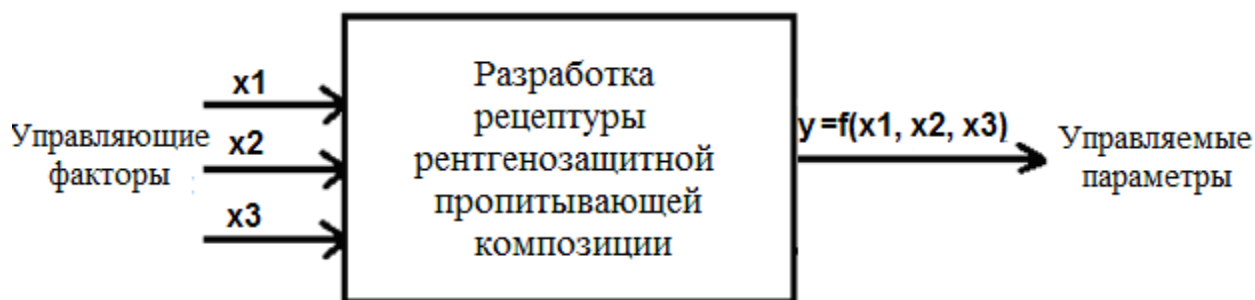 Управляющие
факторы
x1
x2
x3
Разработка
рецептуры
рентгенозащитной
пропитывающей
композиции
y =f(x1, x2, x3)
Управляемые
параметры